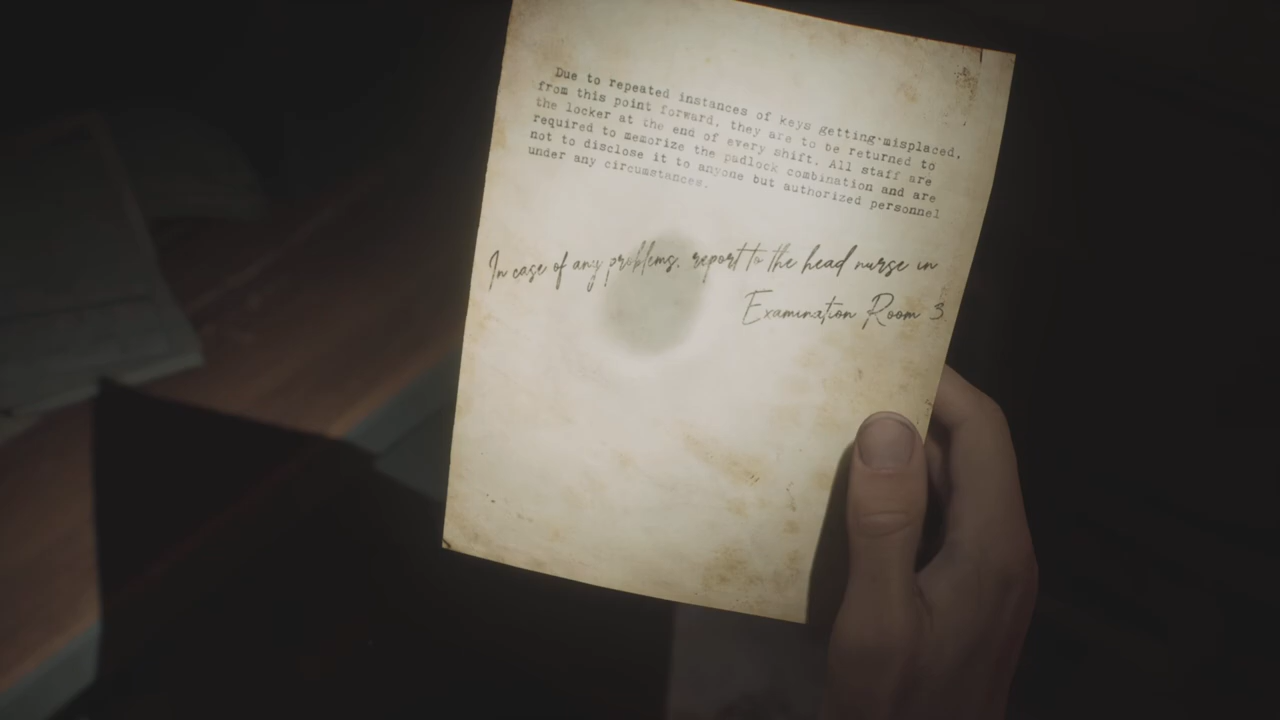 Due to repeated instances of keys getting misplaced,
from this point forward, they are to be returned to
the locker at the end of every shift. All staff are
required to memorize the padlock combination and are
not to disclose it to anyone but authorized personnel
under any circumstances.
In case of any problems, report to the head nurse in
Examination Room 3